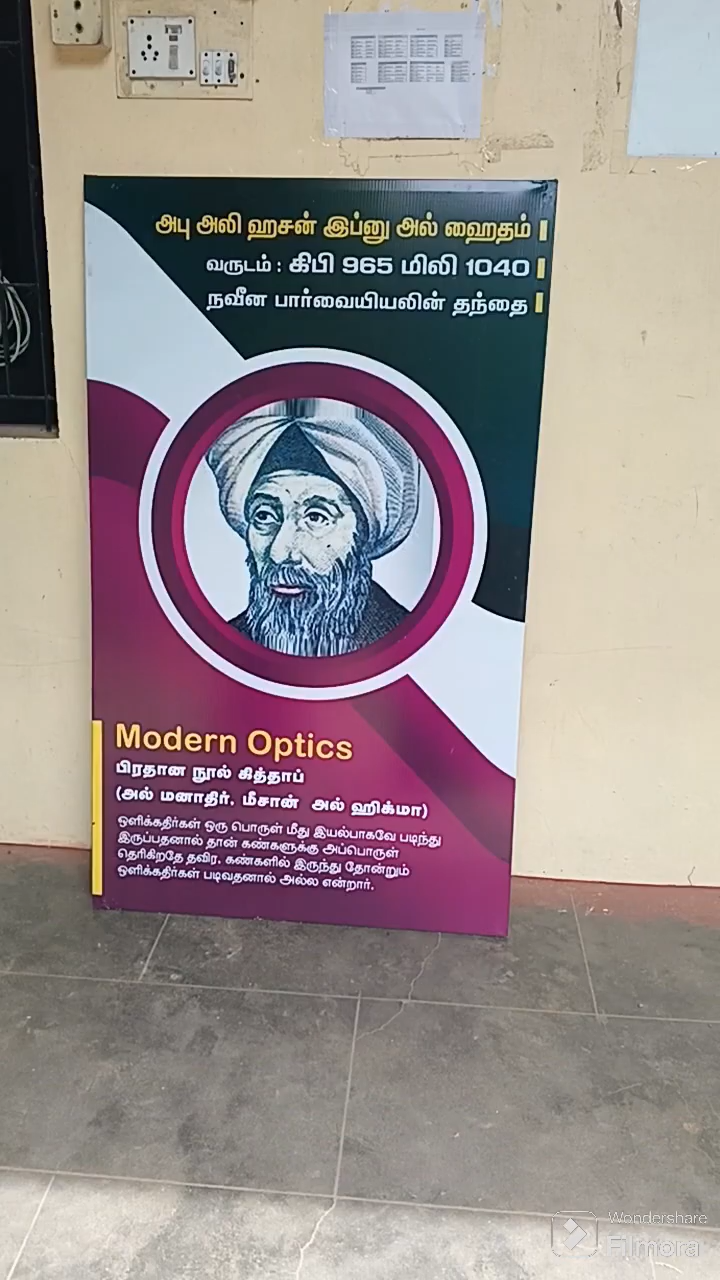 அபு அலி ஹசன் இப்னு அல் ஹைதம்
வருடம் : கிபி 965 மிலி 1040
நவீன பார்வையியலின் தந்தை
Modern Optics
பிரதான நூல் கித்தாப்
(அல் மனாதிர், மீசான் அல் ஹிக்மா)
ஒளிக்கதிர்கள் ஒரு பொருள் மீது இயல்பாகவே படிந்து
இருப்பதனால் தான் கண்களுக்கு அப்பொருள்
தெரிகிறதே தவிர, கண்களில் இருந்து தோன்றும்
ஒளிக்கதிர்கள் படிவதனால் அல்ல என்றார்.
Wondershare
Filmora